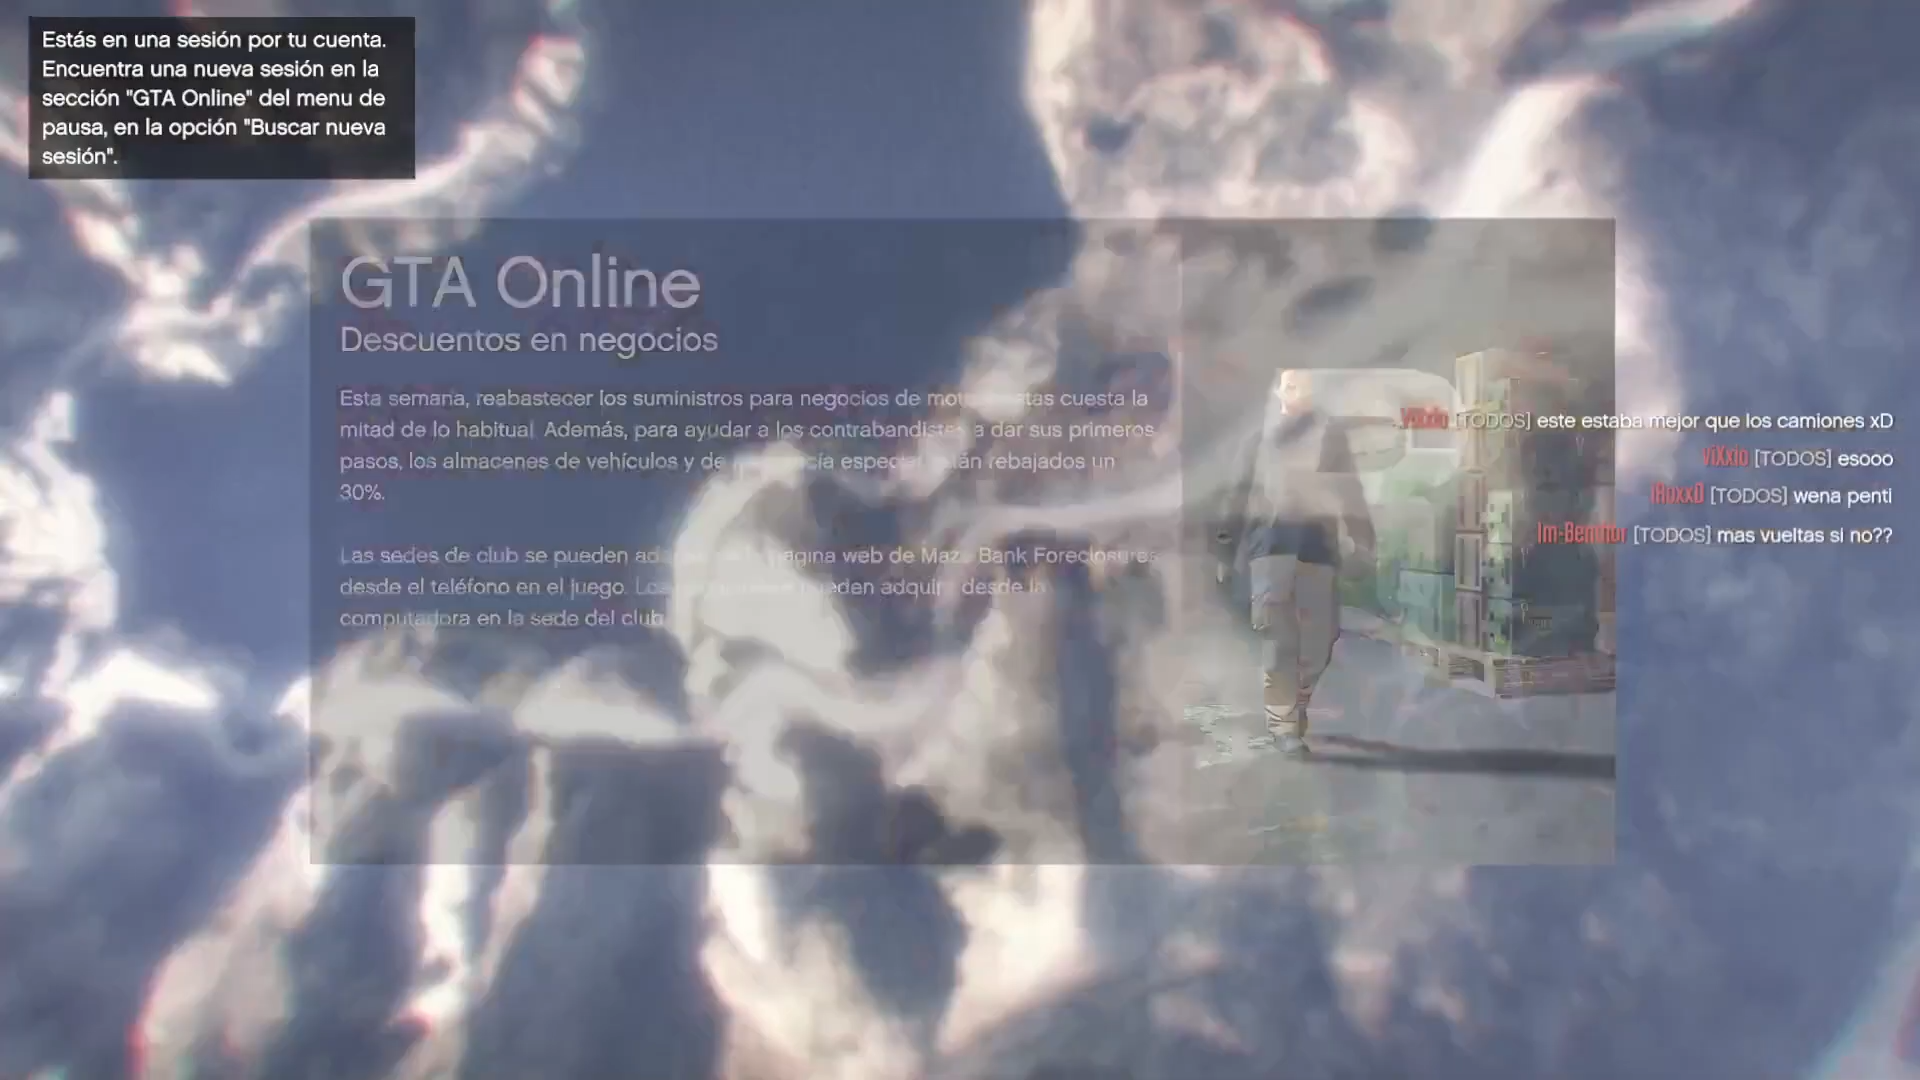 Estás en una sesión por tu cuenta.
Encuentra una nueva sesión en la
sección "GTA Online" del menu de
pausa, en la opción "Buscar nueva
sesión".
GTA Online
Descuentos en negocios
Esta semana, reabastecer los suministros para negocios de cuesta la
mitad de lo habitual. Además, para ayudar a los contrabandistas a dar sus primeros
pasos, los almacenes de vehículos y de están rebajados un
30%.
Las sedes de club se pueden página web de Maze Bank Foreclosures
desde el teléfono en el juego. pueden adquirir desde la
computadora en la sede del club
[TODOS] este estaba mejor que los camiones xD
viXxlo [TODOS] esooo
[TODOS] wena penti
[TODOS] mas vueltas si no??